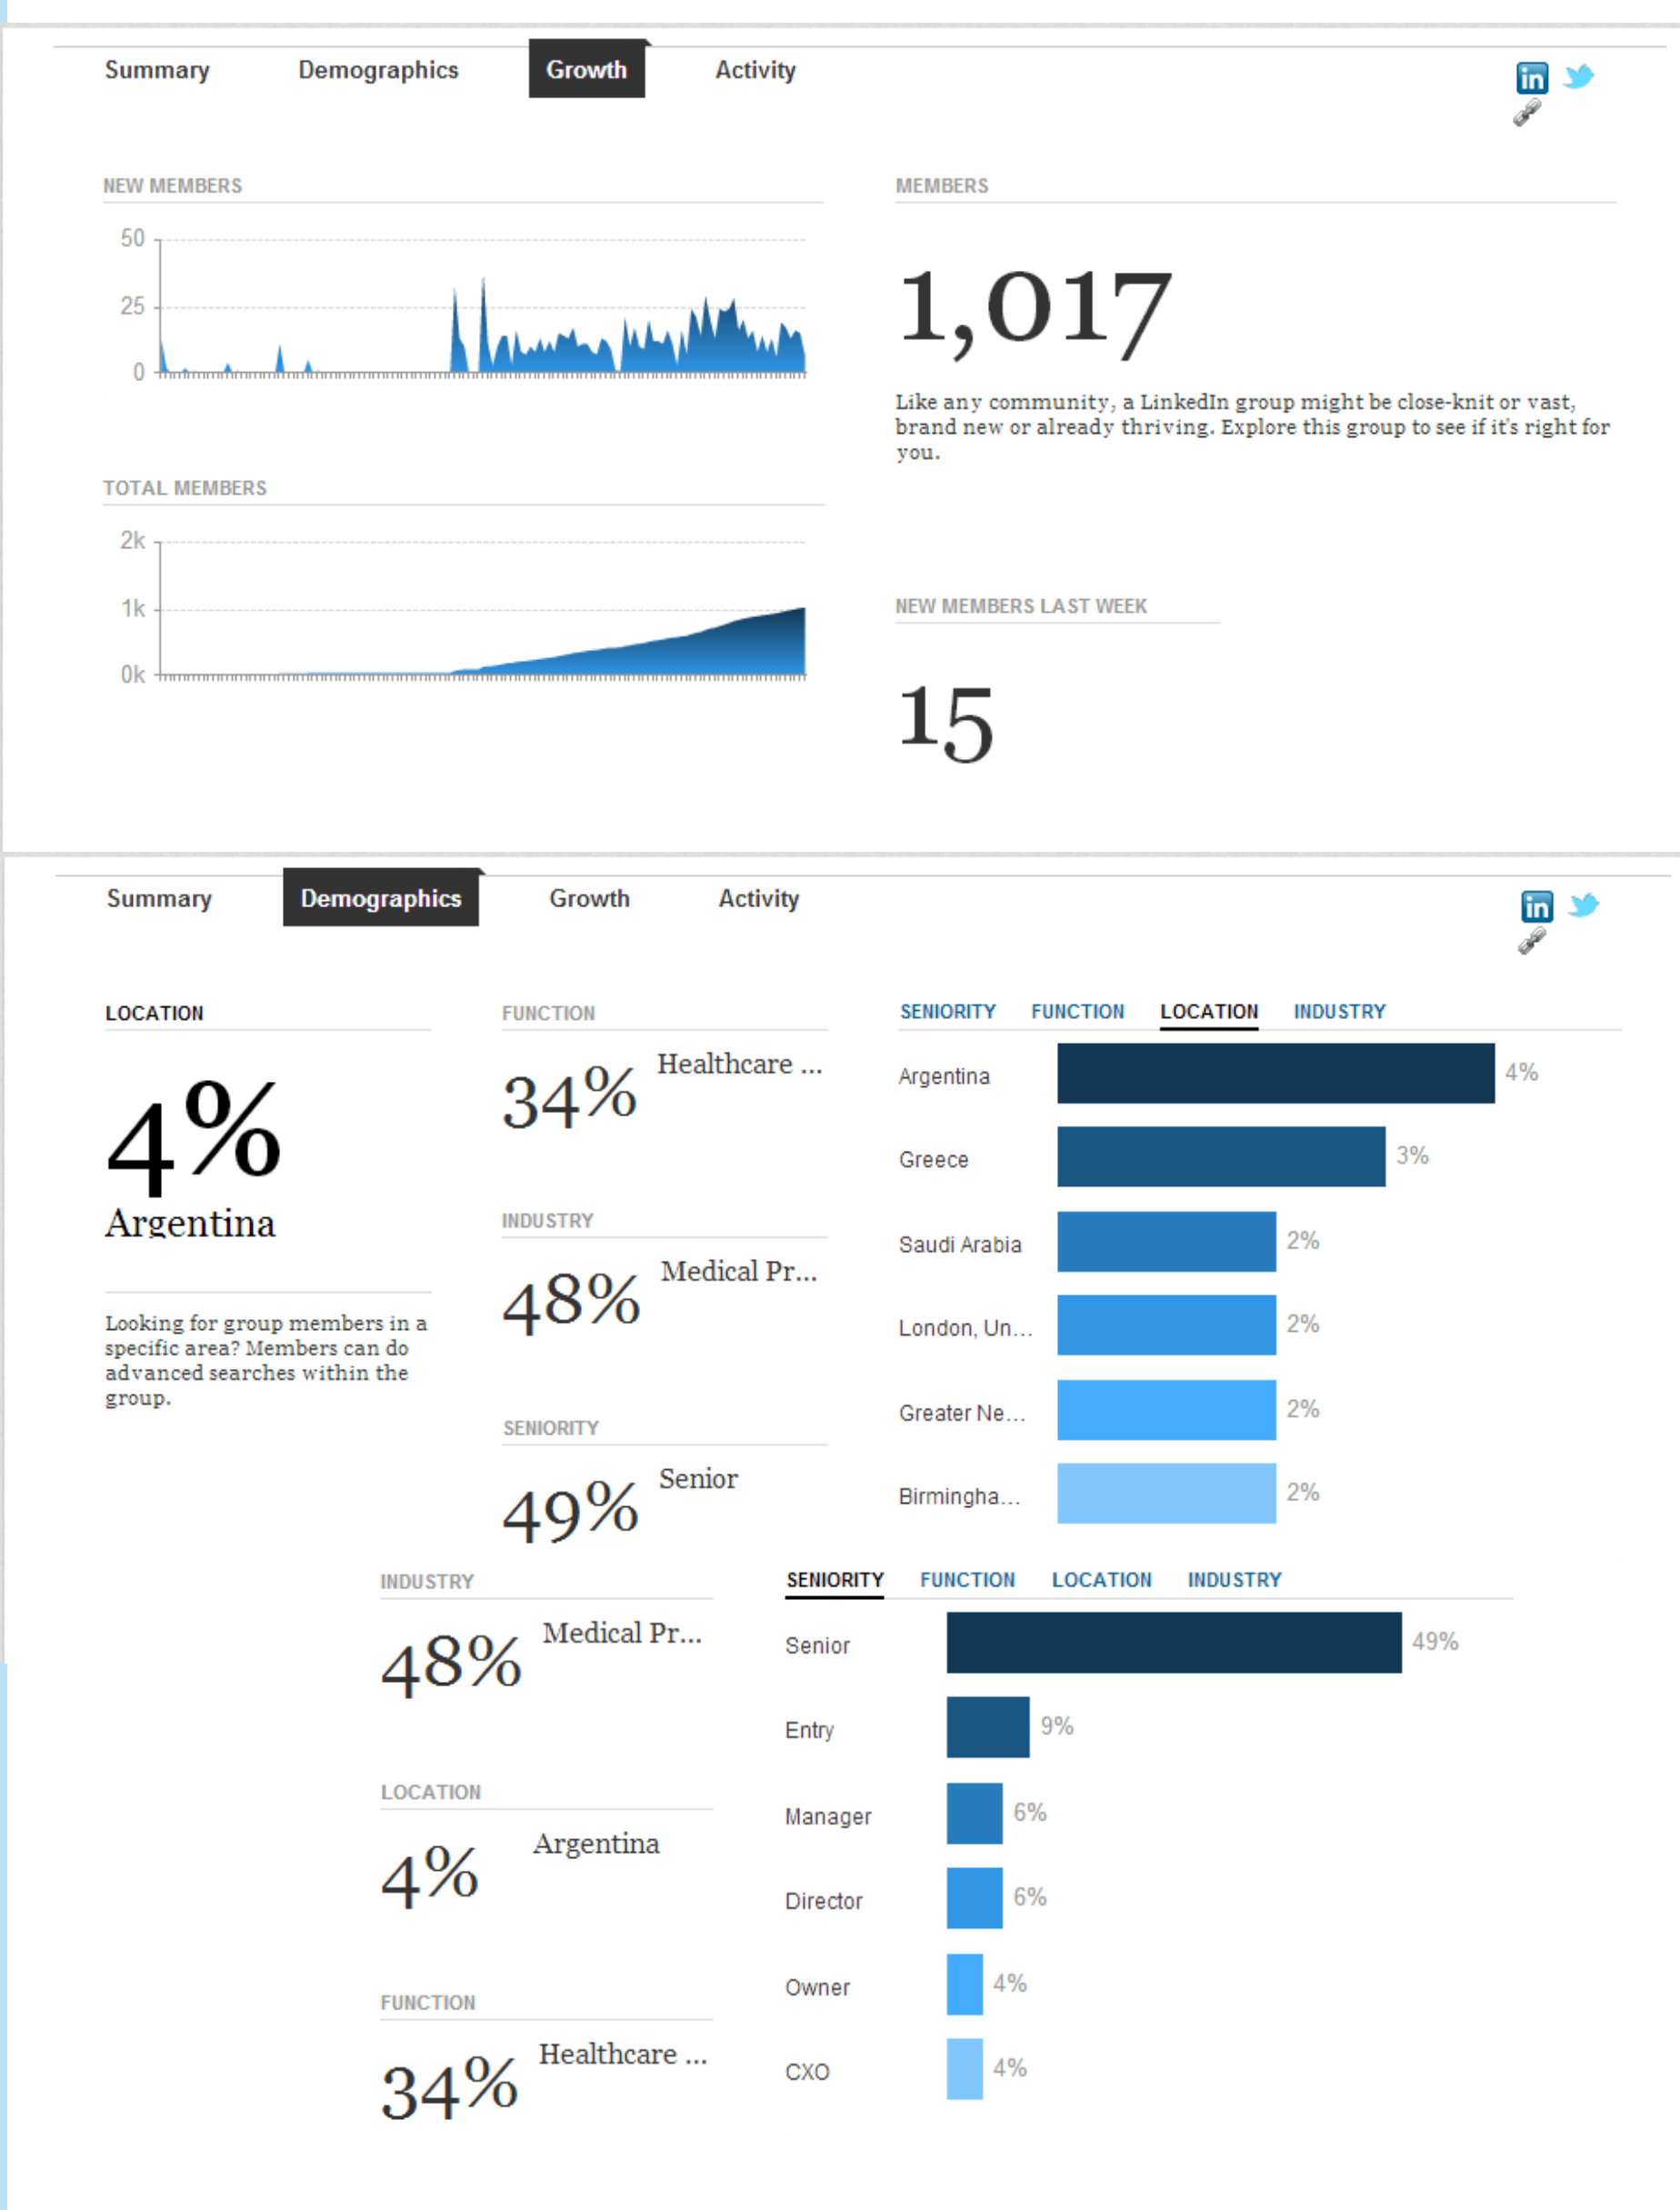 Summary Demographics Growth Activity
in
NEW MEMBERS
50
25
0
MEMBERS
1,017
Like any community, a LinkedIn group might be close-knit or vast,
brand new or already thriving. Explore this group to see if it's right for
you.
TOTAL MEMBERS
2k
1k
0k
NEW MEMBERS LAST WEEK
15
Summary Demographics Growth Activity
in
LOCATION
4%
Argentina
Looking for group members in a
specific area? Members can do
advanced searches within the
group.
FUNCTION
34% Healthcare ...
INDUSTRY
48% Medical Pr...
SENIORITY
49% Senior
SENIORITY FUNCTION LOCATION INDUSTRY
Argentina 4%
Greece 3%
Saudi Arabia 2%
London, Un... 2%
Greater Ne... 2%
Birmingha... 2%
INDUSTRY
48% Medical Pr...
LOCATION
4% Argentina
FUNCTION
34% Healthcare ...
SENIORITY FUNCTION LOCATION INDUSTRY
Senior 49%
Entry 9%
Manager 6%
Director 6%
Owner 4%
CXO 4%